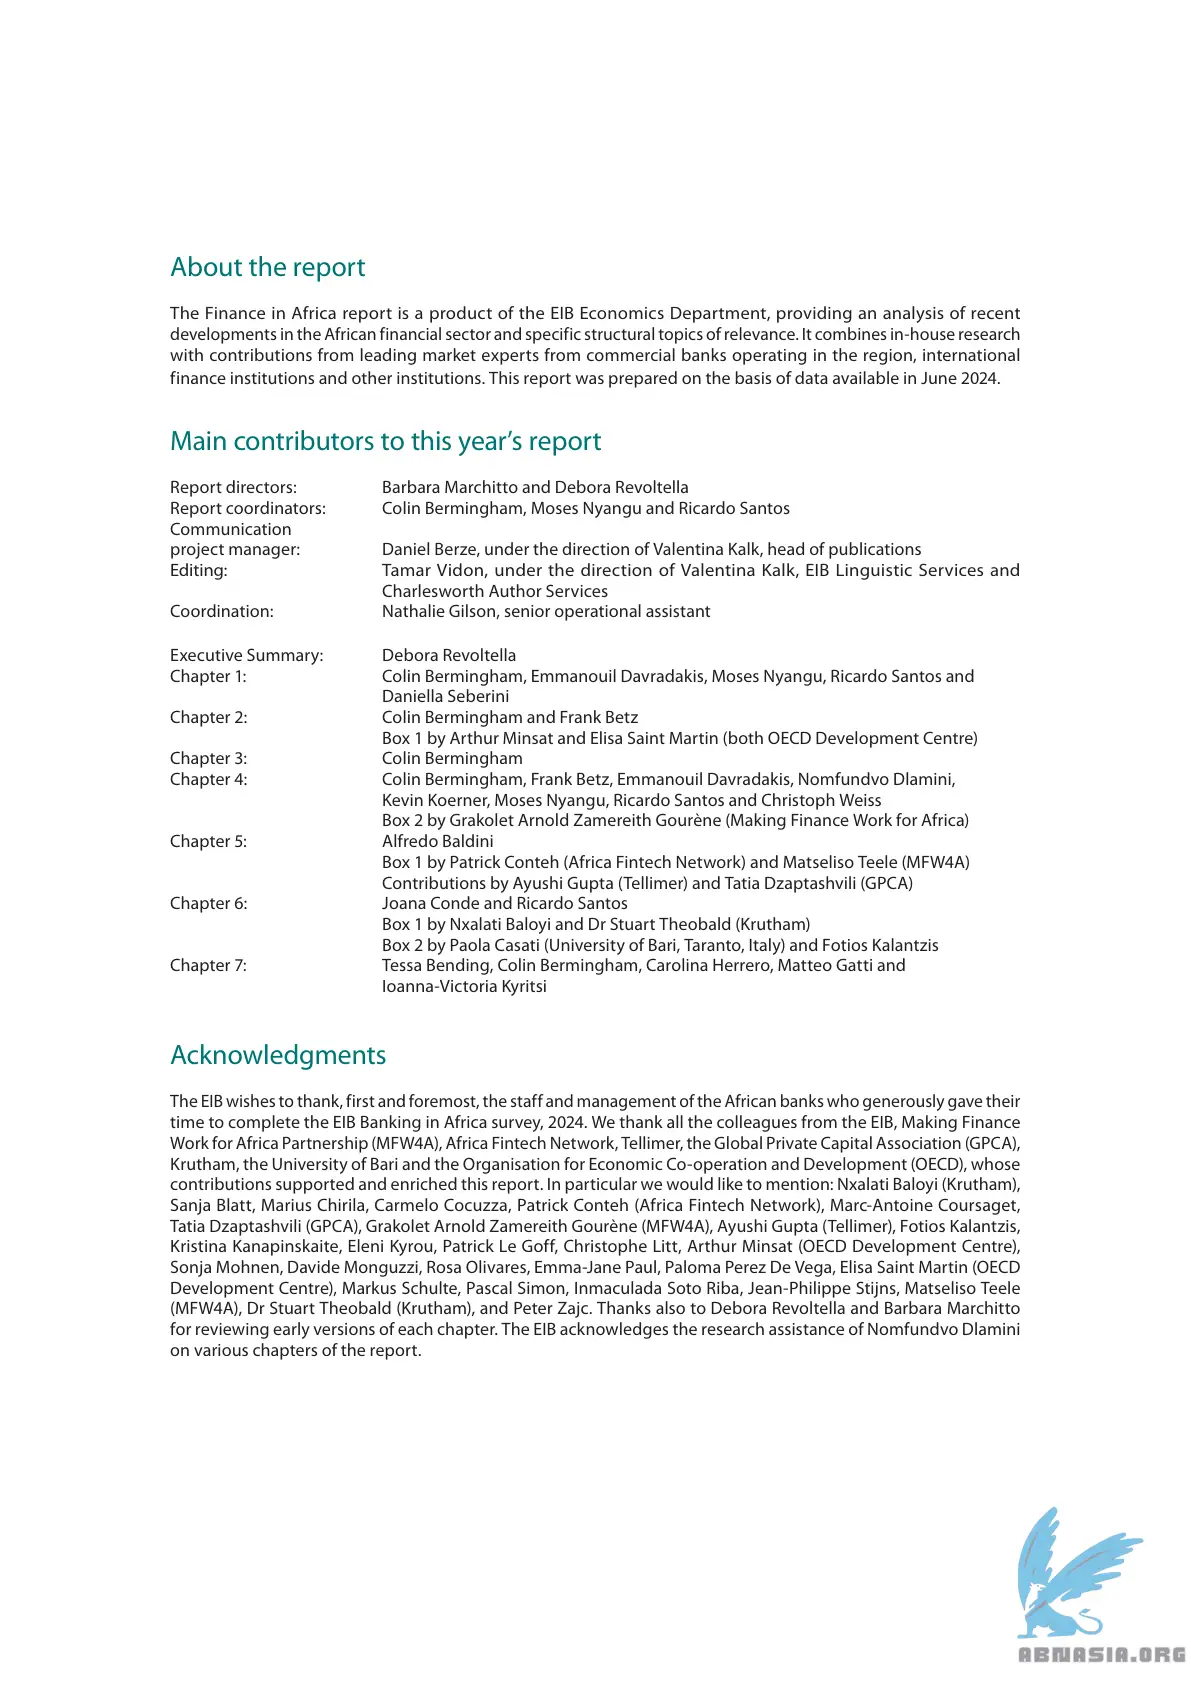 About the report
The Finance in Africa report is a product of the EIB Economics Department, providing an analysis of recent
developments in the African financial sector and specific structural topics of relevance. It combines in-house research
with contributions from leading market experts from commercial banks operating in the region, international
finance institutions and other institutions. This report was prepared on the basis of data available in June 2024.
Main contributors to this year’s report
Report directors: Barbara Marchitto and Debora Revoltella
Report coordinators: Colin Bermingham, Moses Nyangu and Ricardo Santos
Communication
project manager: Daniel Berze, under the direction of Valentina Kalk, head of publications
Editing: Tamar Vidon, under the direction of Valentina Kalk, EIB Linguistic Services and
Charlesworth Author Services
Coordination: Nathalie Gilson, senior operational assistant
Executive Summary: Debora Revoltella
Chapter 1: Colin Bermingham, Emmanouil Davradakis, Moses Nyangu, Ricardo Santos and
Daniella Seberini
Chapter 2: Colin Bermingham and Frank Betz
Box 1 by Arthur Minsat and Elisa Saint Martin (both OECD Development Centre)
Chapter 3: Colin Bermingham
Chapter 4: Colin Bermingham, Frank Betz, Emmanouil Davradakis, Nomfundvo Dlamini,
Kevin Koerner, Moses Nyangu, Ricardo Santos and Christoph Weiss
Box 2 by Grakolet Arnold Zamereith Gourène (Making Finance Work for Africa)
Chapter 5: Alfredo Baldini
Box 1 by Patrick Conteh (Africa Fintech Network) and Matseliso Teele (MFW4A)
Contributions by Ayushi Gupta (Tellimer) and Tatia Dzaptashvili (GPCA)
Chapter 6: Joana Conde and Ricardo Santos
Box 1 by Nxalati Baloyi and Dr Stuart Theobald (Krutham)
Box 2 by Paola Casati (University of Bari, Taranto, Italy) and Fotios Kalantzis
Chapter 7: Tessa Bending, Colin Bermingham, Carolina Herrero, Matteo Gatti and
Ioanna-Victoria Kyritsi
Acknowledgments
The EIB wishes to thank, first and foremost, the staff and management of the African banks who generously gave their
time to complete the EIB Banking in Africa survey, 2024. We thank all the colleagues from the EIB, Making Finance
Work for Africa Partnership (MFW4A), Africa Fintech Network, Tellimer, the Global Private Capital Association (GPCA),
Krutham, the University of Bari and the Organisation for Economic Co-operation and Development (OECD), whose
contributions supported and enriched this report. In particular we would like to mention: Nxalati Baloyi (Krutham),
Sanja Blatt, Marius Chirila, Carmelo Cocuzza, Patrick Conteh (Africa Fintech Network), Marc-Antoine Coursaget,
Tatia Dzaptashvili (GPCA), Grakolet Arnold Zamereith Gourène (MFW4A), Ayushi Gupta (Tellimer), Fotios Kalantzis,
Kristina Kanapinskaite, Eleni Kyrou, Patrick Le Goff, Christophe Litt, Arthur Minsat (OECD Development Centre),
Sonja Mohnen, Davide Monguzzi, Rosa Olivares, Emma-Jane Paul, Paloma Perez De Vega, Elisa Saint Martin (OECD
Development Centre), Markus Schulte, Pascal Simon, Inmaculada Soto Riba, Jean-Philippe Stijns, Matseliso Teele
(MFW4A), Dr Stuart Theobald (Krutham), and Peter Zajc. Thanks also to Debora Revoltella and Barbara Marchitto
for reviewing early versions of each chapter. The EIB acknowledges the research assistance of Nomfundvo Dlamini
on various chapters of the report.
ABNASIA.ORG